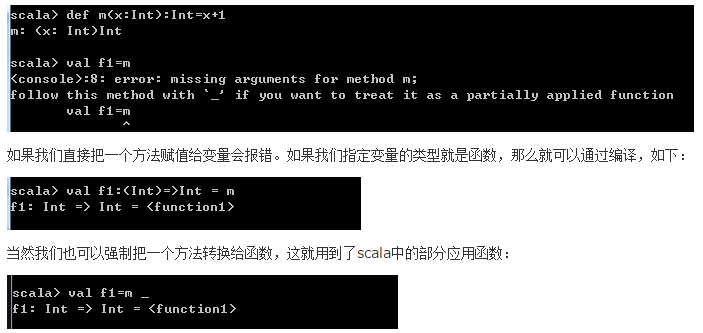 scala> def m(x:Int):Int=x+1
m: (x: Int)Int
scala> val f1=m
<console>:8: error: missing arguments for method m;
follow this method with `_' if you want to treat it as a partially applied function
val f1=m
^
如果我们直接把一个方法赋值给变量会报错。如果我们指定变量的类型就是函数，那么就可以通过编译，如下：
scala> val f1:(Int)=>Int = m
f1: Int => Int = <function1>
当然我们也可以强制把一个方法转换给函数，这就用到了scala中的部分应用函数：
scala> val f1=m _
f1: Int => Int = <function1>